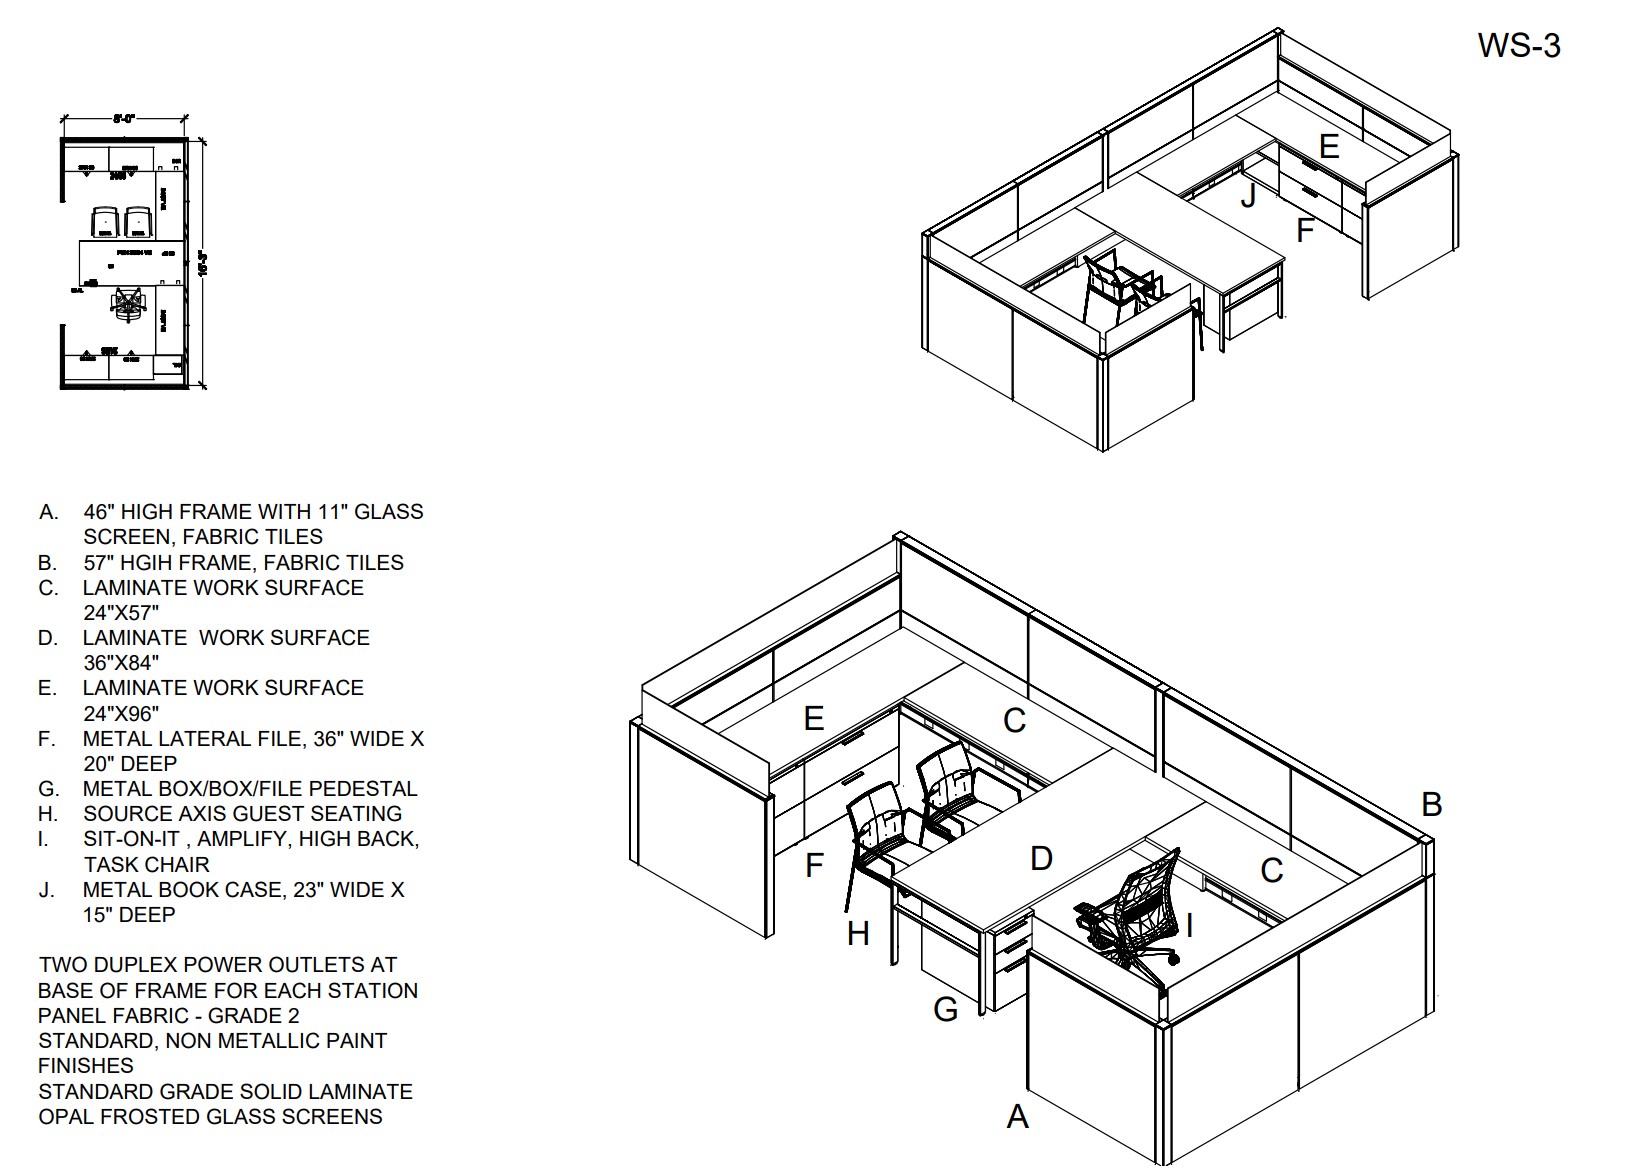 WS-3
8'-0"
E
J
F
A. 46" HIGH FRAME WITH 11" GLASS
SCREEN, FABRIC TILES
B. 57" HGIH FRAME, FABRIC TILES
C. LAMINATE WORK SURFACE
24"X57"
D. LAMINATE WORK SURFACE
36"X84"
E. LAMINATE WORK SURFACE
24"X96"
F. METAL LATERAL FILE, 36" WIDE X
20" DEEP
G. METAL BOX/BOX/FILE PEDESTAL
H. SOURCE AXIS GUEST SEATING
I. SIT-ON-IT , AMPLIFY, HIGH BACK,
TASK CHAIR
J. METAL BOOK CASE, 23" WIDE X
15" DEEP
TWO DUPLEX POWER OUTLETS AT
BASE OF FRAME FOR EACH STATION
PANEL FABRIC - GRADE 2
STANDARD, NON METALLIC PAINT
FINISHES
STANDARD GRADE SOLID LAMINATE
OPAL FROSTED GLASS SCREENS
E
C
B
D
C
F
H
I
G
A